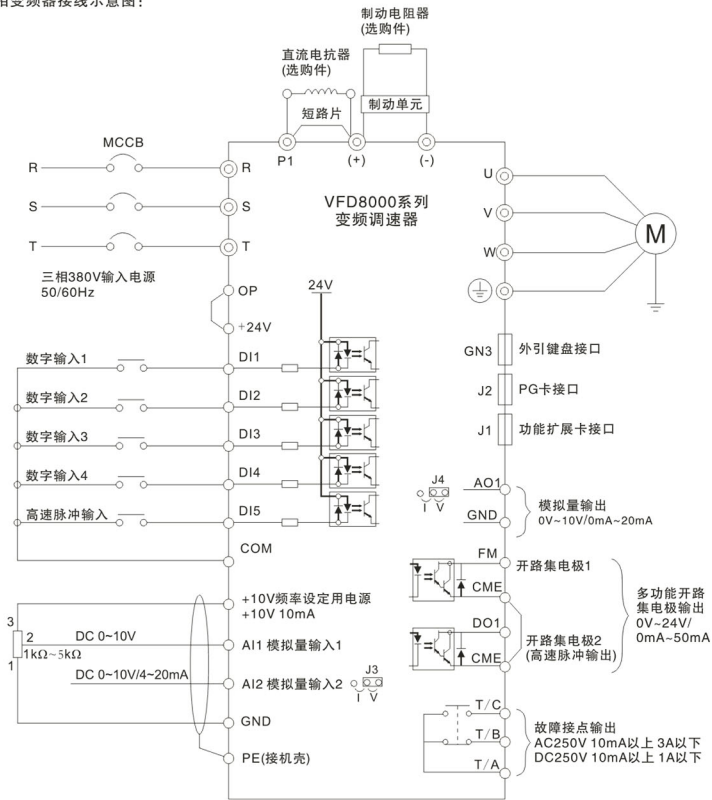 变频器接线示意图：
制动电阻器
(选购件)
直流电抗器
(选购件)
短路片
制动单元
MCCB
P1
(+)
(-)
R
R
S
S
T
T
三相380V输入电源
50/60Hz
VFD8000系列
变频调速器
U
V
W
M
OP
+24V
24V
数字输入1
DI1
数字输入2
DI2
数字输入3
DI3
数字输入4
DI4
高速脉冲输入
DI5
COM
GN3
外引键盘接口
J2
PG卡接口
J1
功能扩展卡接口
J4
I V
AO1
GND
模拟量输出
0V~10V/0mA~20mA
FM
CME
开路集电极1
DO1
CME
开路集电极2
(高速脉冲输出)
多功能开路
集电极输出
0V~24V/
0mA~50mA
+10V频率设定用电源
+10V 10mA
3
2
1
1kΩ~5kΩ
DC 0~10V
AI1 模拟量输入1
DC 0~10V/4~20mA
AI2 模拟量输入2
J3
I V
GND
PE(接机壳)
T/C
T/B
T/A
故障接点输出
AC250V 10mA以上 3A以下
DC250V 10mA以上 1A以下